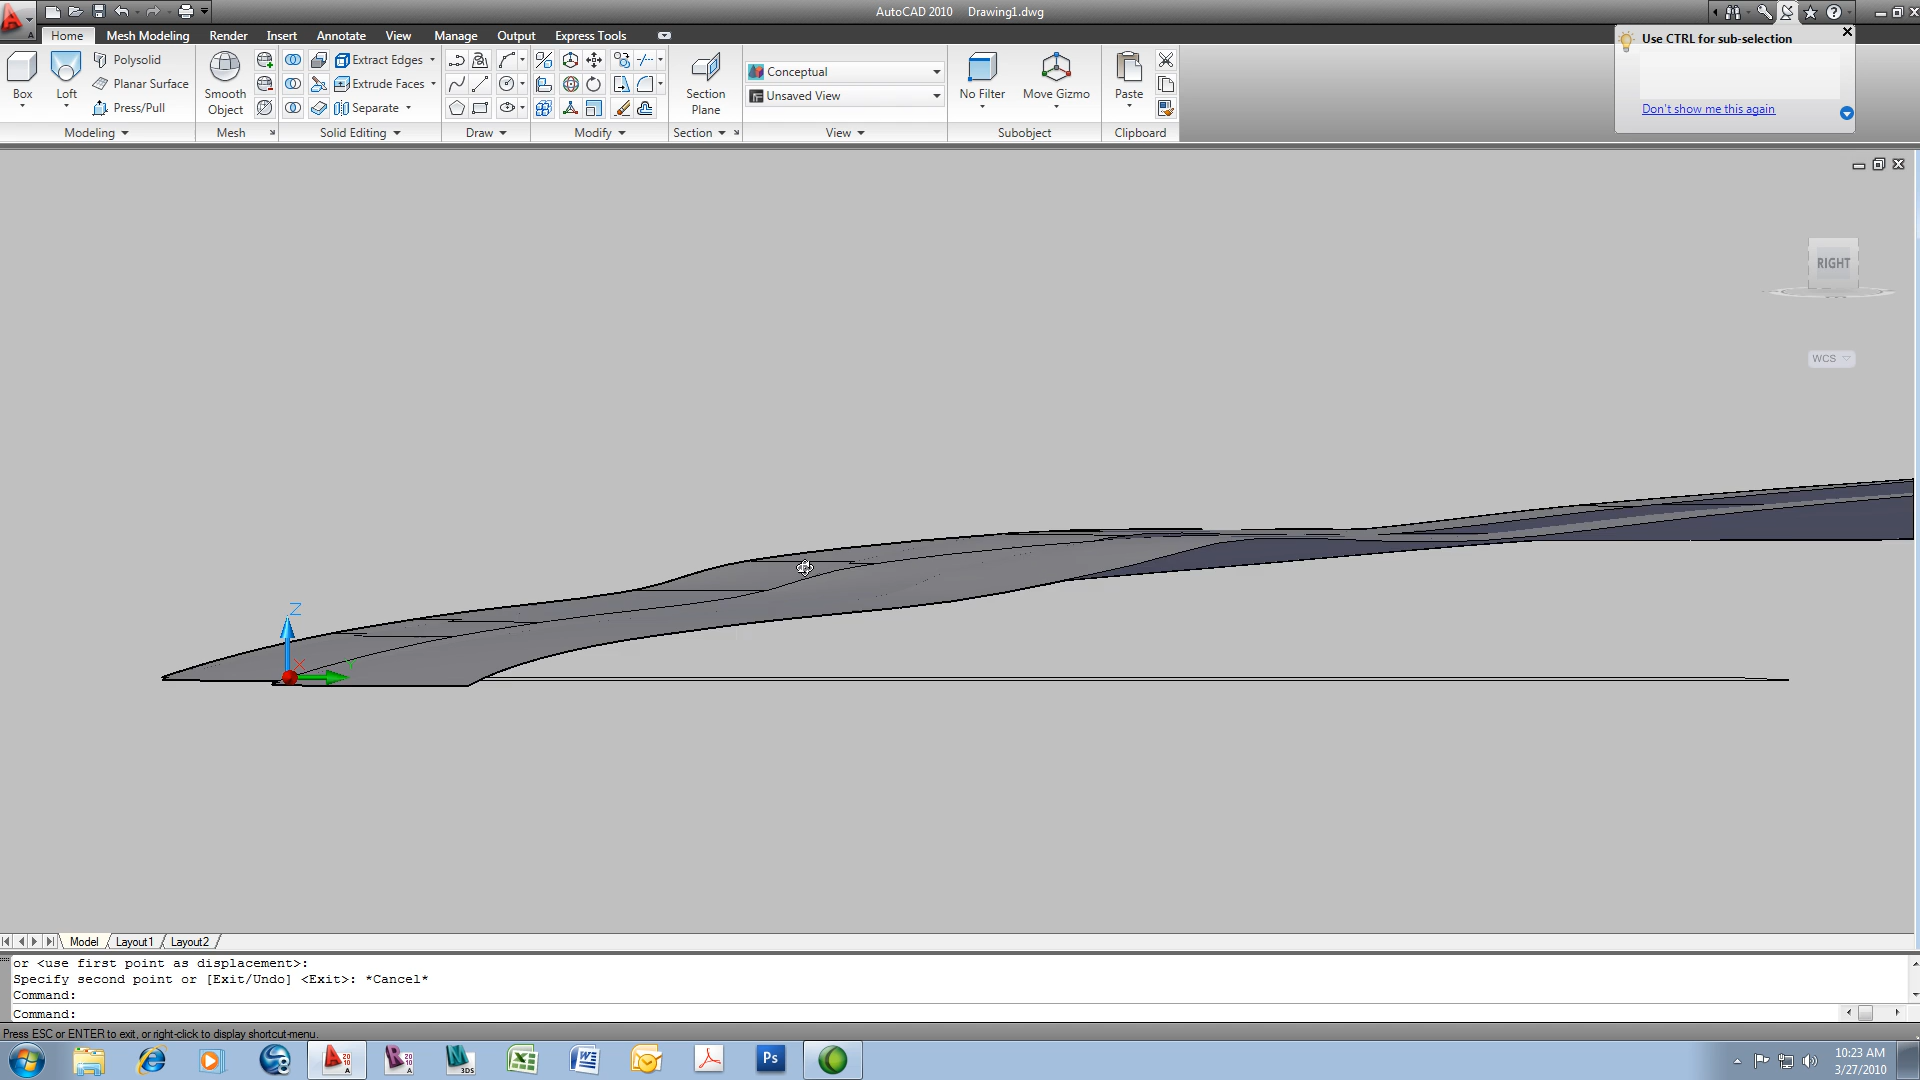 AutoCAD 2010 Drawing1.dwg
Home Mesh Modeling Render Insert Annotate View Manage Output Express Tools
Use CTRL for sub-selection
Don't show me this again
Box
Loft
Polysolid
Planar Surface
Press/Pull
Modeling
Smooth
Object
Mesh
Extract Edges
Extrude Faces
Separate
Solid Editing
Draw
Modify
Section
Plane
Section
Conceptual
Unsaved View
View
No Filter
Move Gizmo
Subobject
Paste
Clipboard
RIGHT
WCS
Z
X
Y
Model Layout1 Layout2
or <use first point as displacement>:
Specify second point or [Exit/Undo] <Exit>: *Cancel*
Command:
Command:
Press ESC or ENTER to exit, or right-click to display shortcut-menu.
3DS
Ps
10:23 AM
3/27/2010